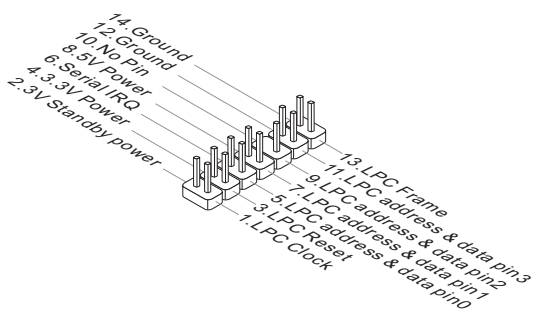 14.Ground
12.Ground
10.No Pin
8.5V Power
6.Serial IRQ
4.3.3V Power
2.3V Standby power
13.LPC Frame
11.LPC address & data pin3
9.LPC address & data pin2
7.LPC address & data pin1
5.LPC address & data pin0
3.LPC Reset
1.LPC Clock